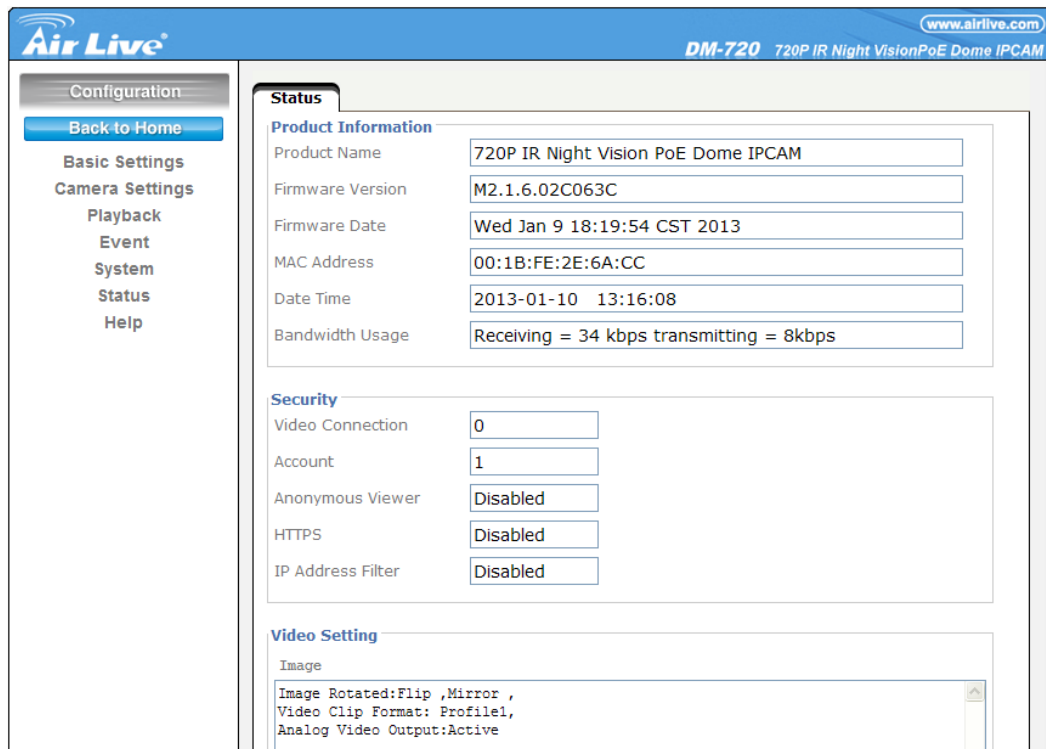 Air Live®
www.airlive.com
DM-720 720P IR Night VisionPoE Dome IPCAM
Configuration
Back to Home
Basic Settings
Camera Settings
Playback
Event
System
Status
Help
Status
Product Information
Product Name 720P IR Night Vision PoE Dome IPCAM
Firmware Version M2.1.6.02C063C
Firmware Date Wed Jan 9 18:19:54 CST 2013
MAC Address 00:1B:FE:2E:6A:CC
Date Time 2013-01-10 13:16:08
Bandwidth Usage Receiving = 34 kbps transmitting = 8kbps
Security
Video Connection 0
Account 1
Anonymous Viewer Disabled
HTTPS Disabled
IP Address Filter Disabled
Video Setting
Image
Image Rotated:Flip ,Mirror ,
Video Clip Format: Profile1,
Analog Video Output:Active